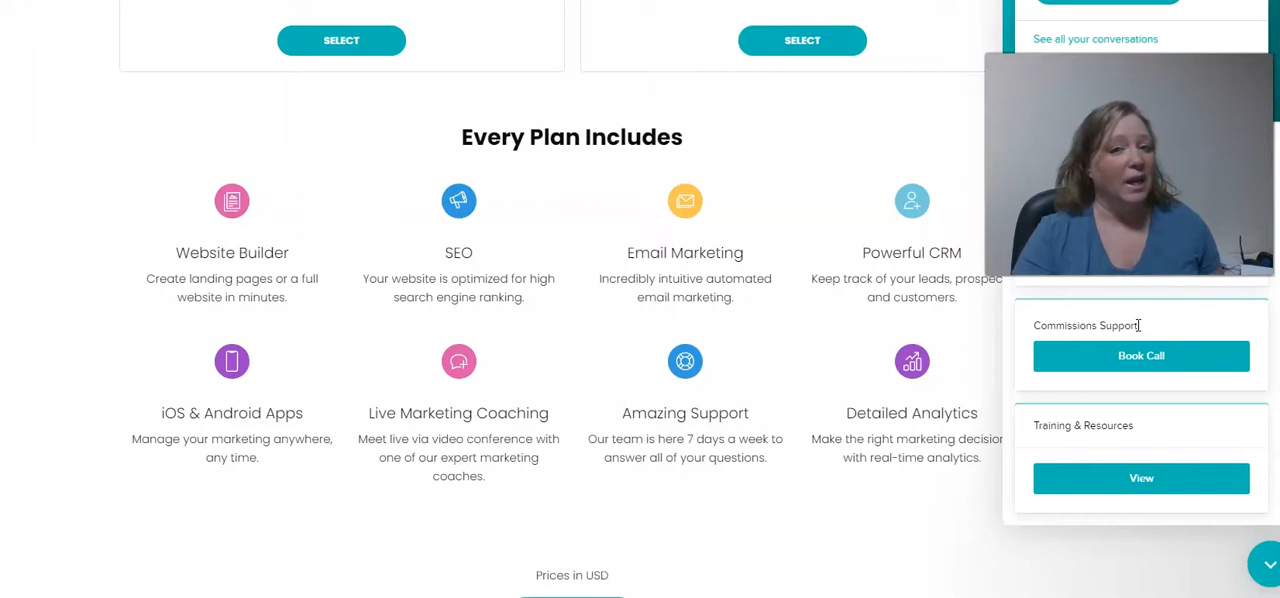 SELECT
SELECT
See all your conversations
Every Plan Includes
Website Builder
Create landing pages or a full
website in minutes.
SEO
Your website is optimized for high
search engine ranking.
Email Marketing
Incredibly intuitive automated
email marketing.
Powerful CRM
Keep track of your leads, prospec
and customers.
iOS & Android Apps
Manage your marketing anywhere,
any time.
Live Marketing Coaching
Meet live via video conference with
one of our expert marketing
coaches.
Amazing Support
Our team is here 7 days a week to
answer all of your questions.
Detailed Analytics
Make the right marketing decision
with real-time analytics.
Commissions Support
Book Call
Training & Resources
View
Prices in USD